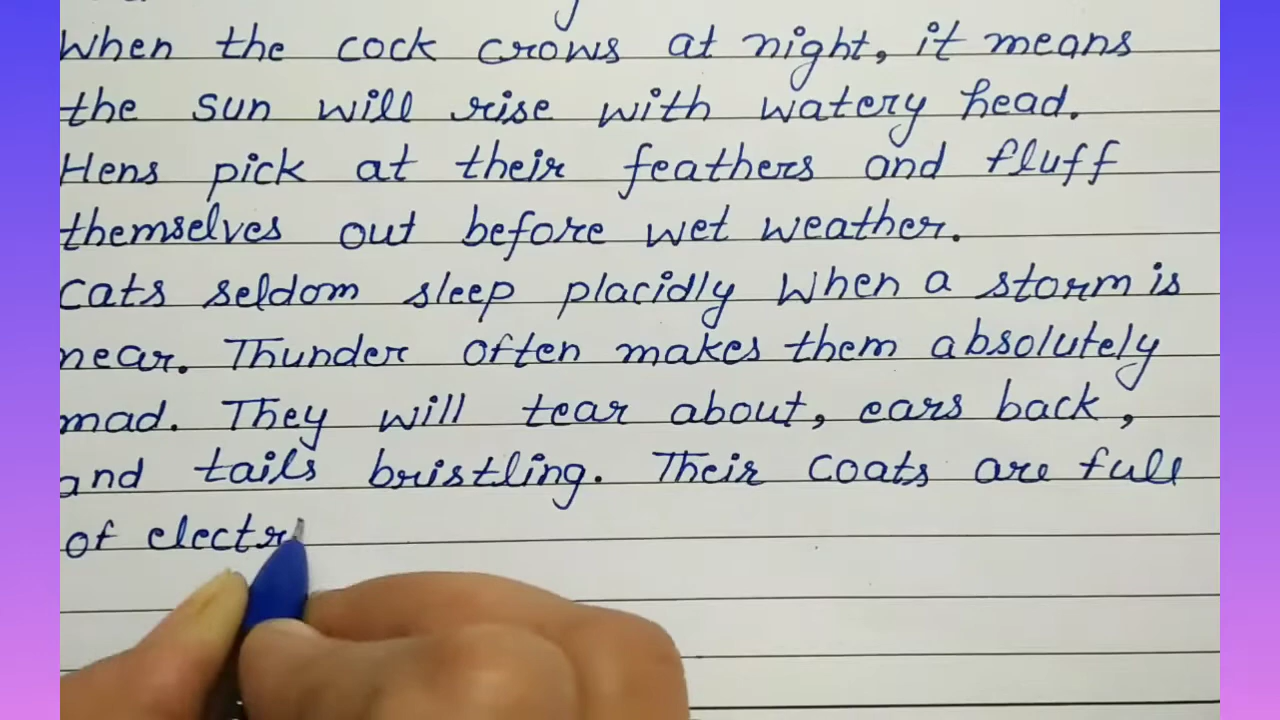 When the cock crows at night, it means
the sun will rise with watery head.
Hens pick at their feathers and fluff
themselves out before wet weather.
Cats seldom sleep placidly when a storm is
near. Thunder often makes them absolutely
mad. They will tear about, ears back,
and tails bristling. Their coats are full
of electr